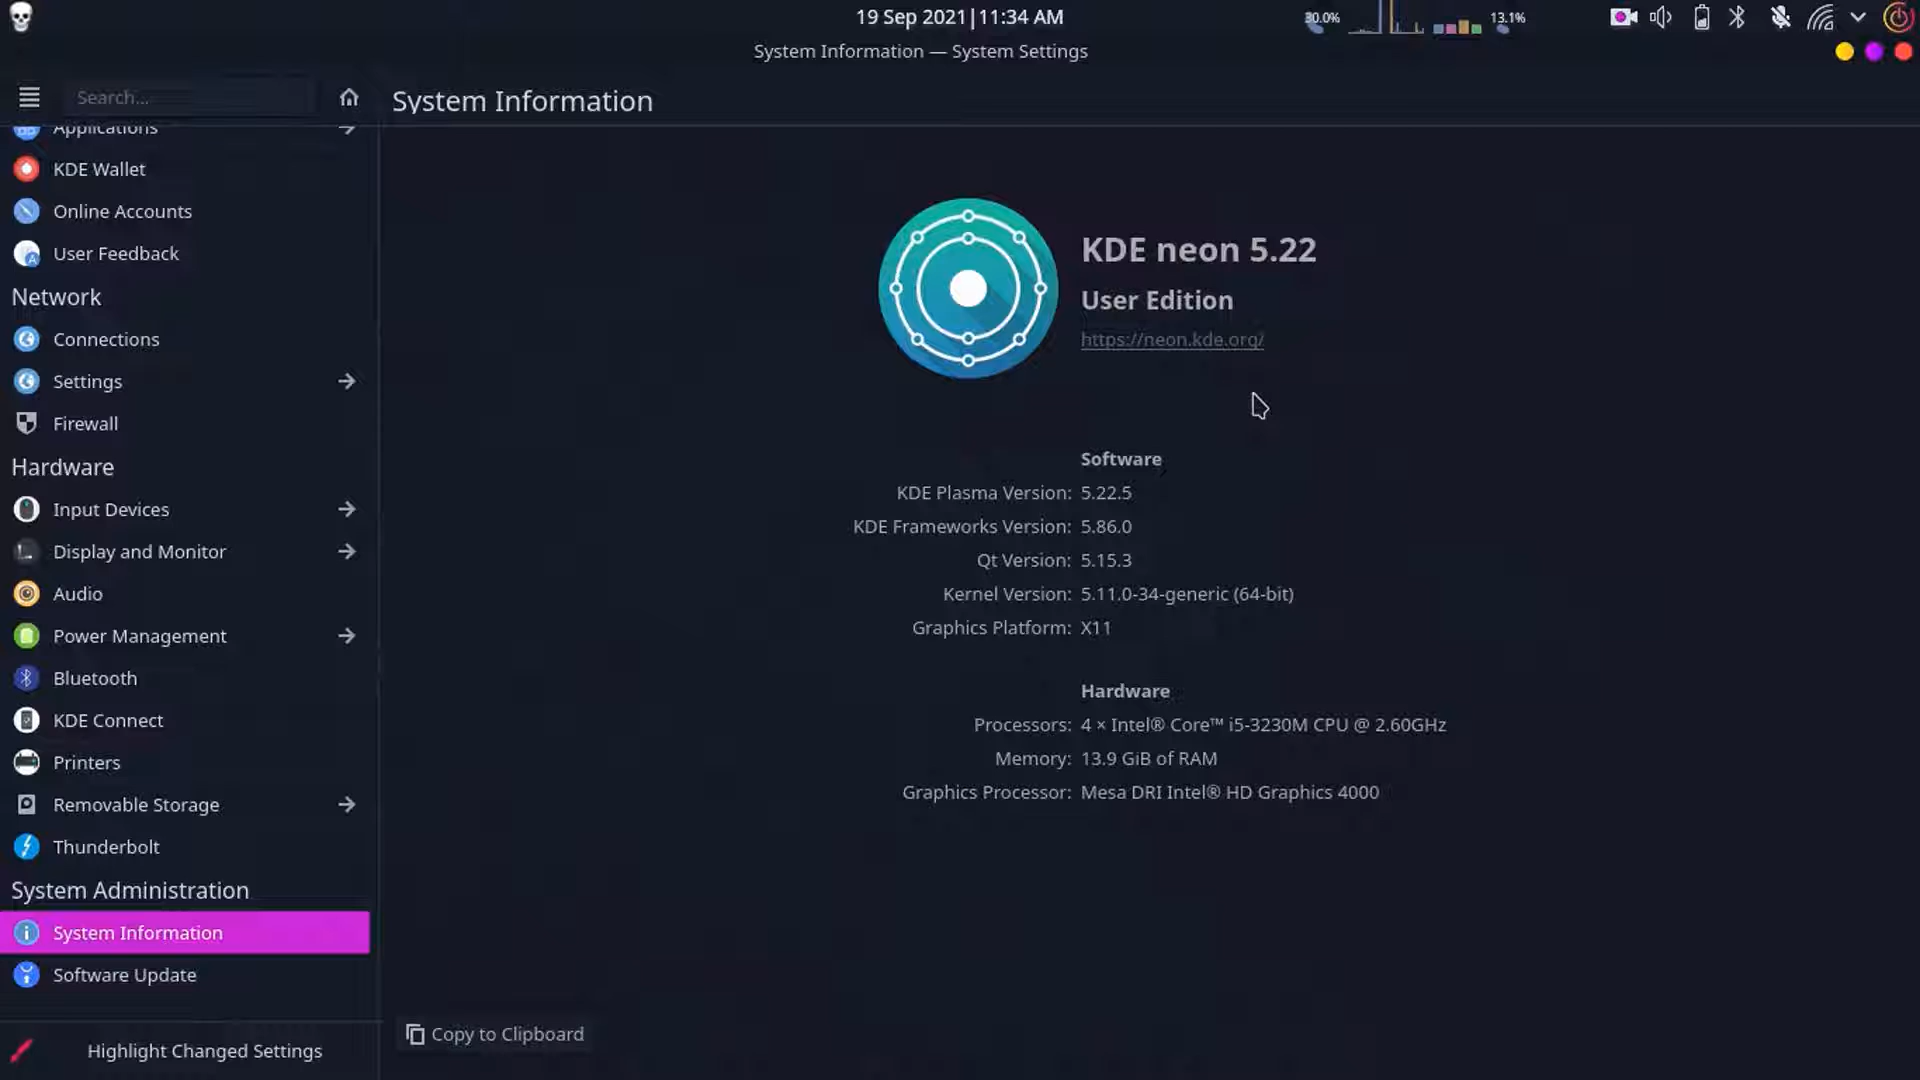 19 Sep 2021|11:34 AM
30.0%
13.1%
System Information — System Settings
Search...
System Information
Applications
KDE Wallet
Online Accounts
User Feedback
Network
Connections
Settings
Firewall
Hardware
Input Devices
Display and Monitor
Audio
Power Management
Bluetooth
KDE Connect
Printers
Removable Storage
Thunderbolt
System Administration
System Information
Software Update
Highlight Changed Settings
KDE neon 5.22
User Edition
https://neon.kde.org/
Software
KDE Plasma Version: 5.22.5
KDE Frameworks Version: 5.86.0
Qt Version: 5.15.3
Kernel Version: 5.11.0-34-generic (64-bit)
Graphics Platform: X11
Hardware
Processors: 4 × Intel® Core™ i5-3230M CPU @ 2.60GHz
Memory: 13.9 GiB of RAM
Graphics Processor: Mesa DRI Intel® HD Graphics 4000
Copy to Clipboard